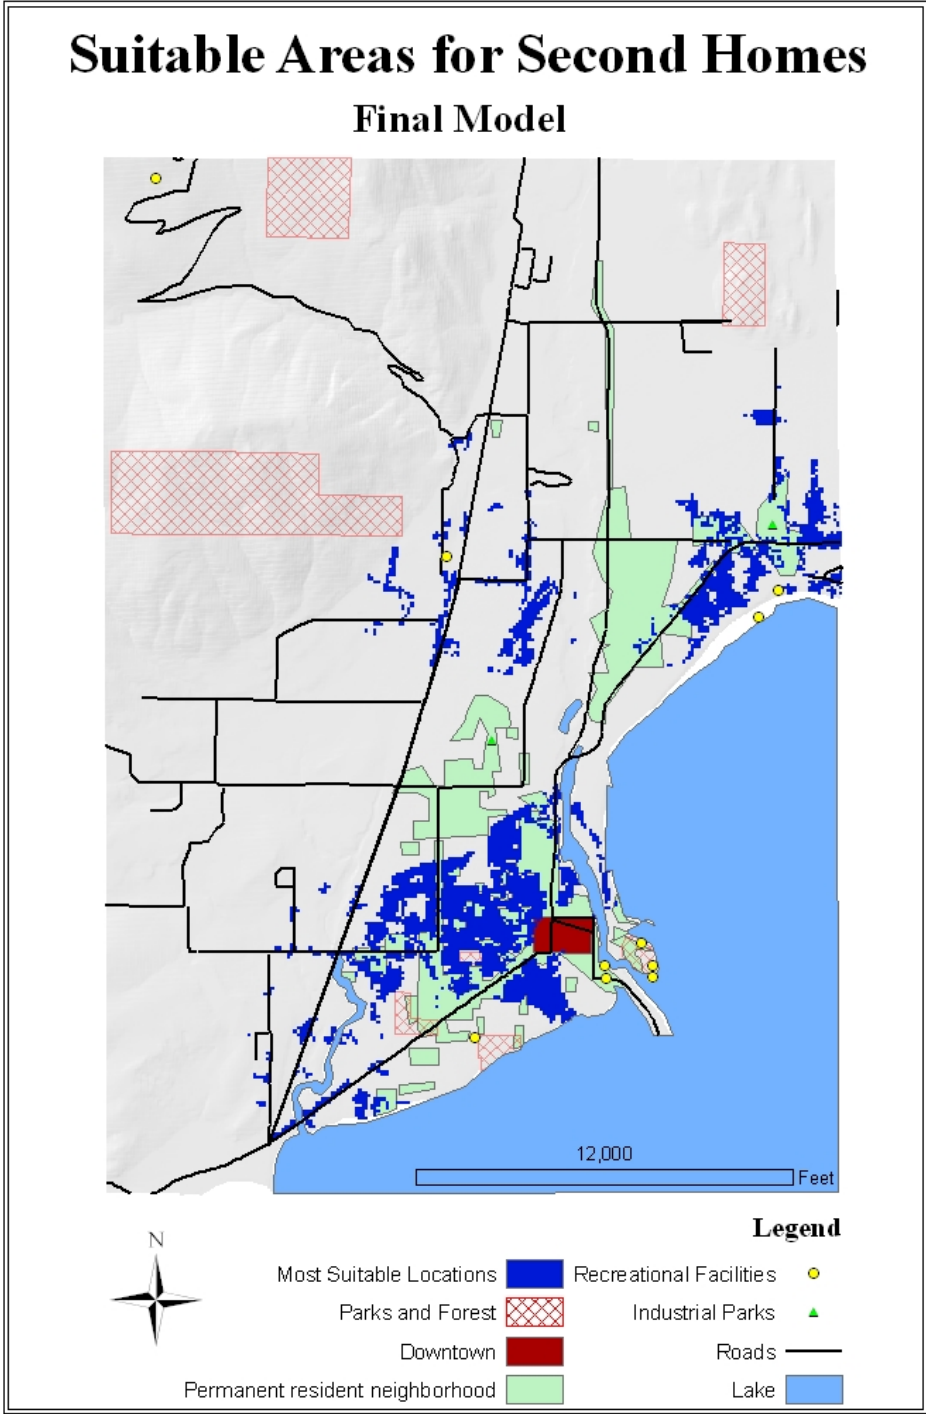 Suitable Areas for Second Homes
Final Model
12,000
Feet
Legend
N
Most Suitable Locations
Recreational Facilities
Parks and Forest
Industrial Parks
Downtown
Roads
Permanent resident neighborhood
Lake